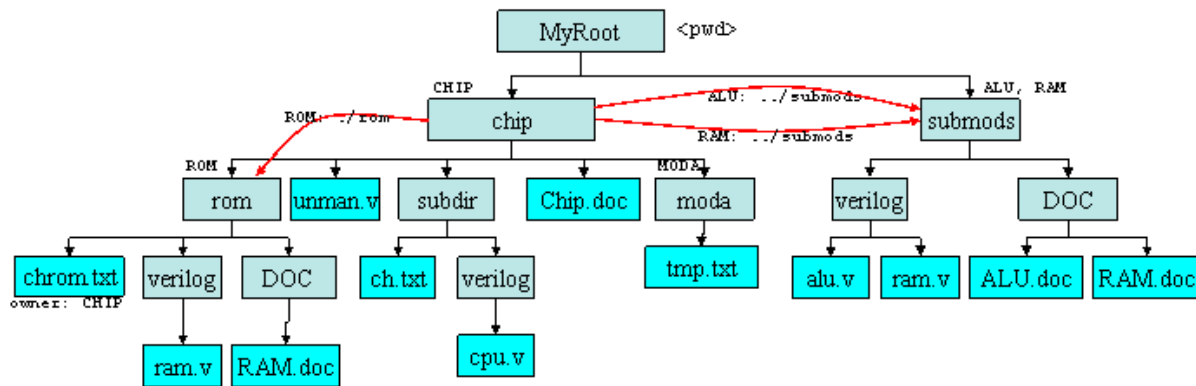 MyRoot <pwd>
CHIP ALU, RAM
ALU: ../submods
ROM: ./rom chip submods
RAM: ../submods
ROM MODA
rom unman.v subdir Chip.doc moda verilog DOC
chrom.txt verilog DOC ch.txt verilog tmp.txt alu.v ram.v ALU.doc RAM.doc
owner: CHIP
ram.v RAM.doc cpu.v